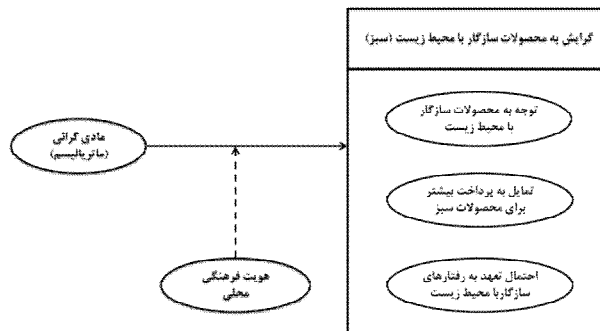 گرایش به محصولات سازگار با محیط زیست (سبز)
توجه به محصولات سازگار
با محیط زیست
مادی گرائی
(ماتریالیسم)
تمایل به پرداخت بیشتر
برای محصولات سبز
هویت فرهنگی
محلی
احتمال تعهد به رفتارهای
سازگاربا محیط زیست